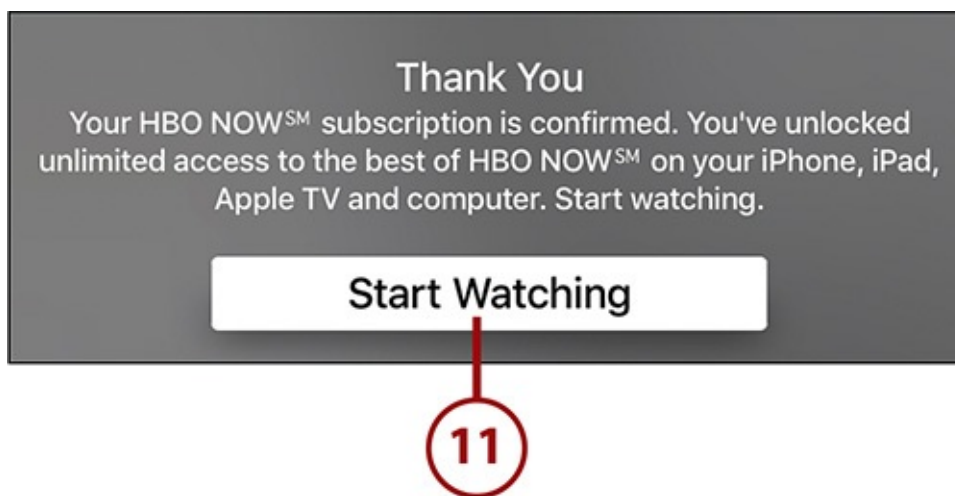 Thank You
Your HBO NOW℠ subscription is confirmed. You've unlocked
unlimited access to the best of HBO NOW℠ on your iPhone, iPad,
Apple TV and computer. Start watching.
Start Watching
11